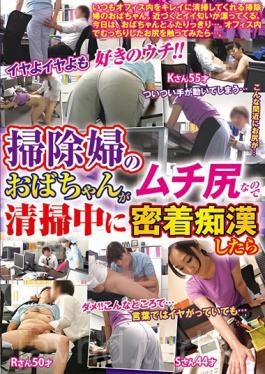 いつもオフィス内をキレイに清掃してくれる掃除
婦のおばちゃん。近づくとイイ匂いが漂ってくる。
今日は、おばちゃんとふたりっきり…。オフィス内
でむっちりしたお尻を触ってみたら…。
イヤよイヤよも
好きのウチ!!
Kさん55才
ついつい手が動いてしまう…
こんな間近にお尻が…
掃除婦の
おばちゃんが
ムチ尻なので
清掃中に
密着痴漢
したら
ダメ!!こんなところで…
言葉ではイヤがっていても…
Rさん50才
Sさん44才